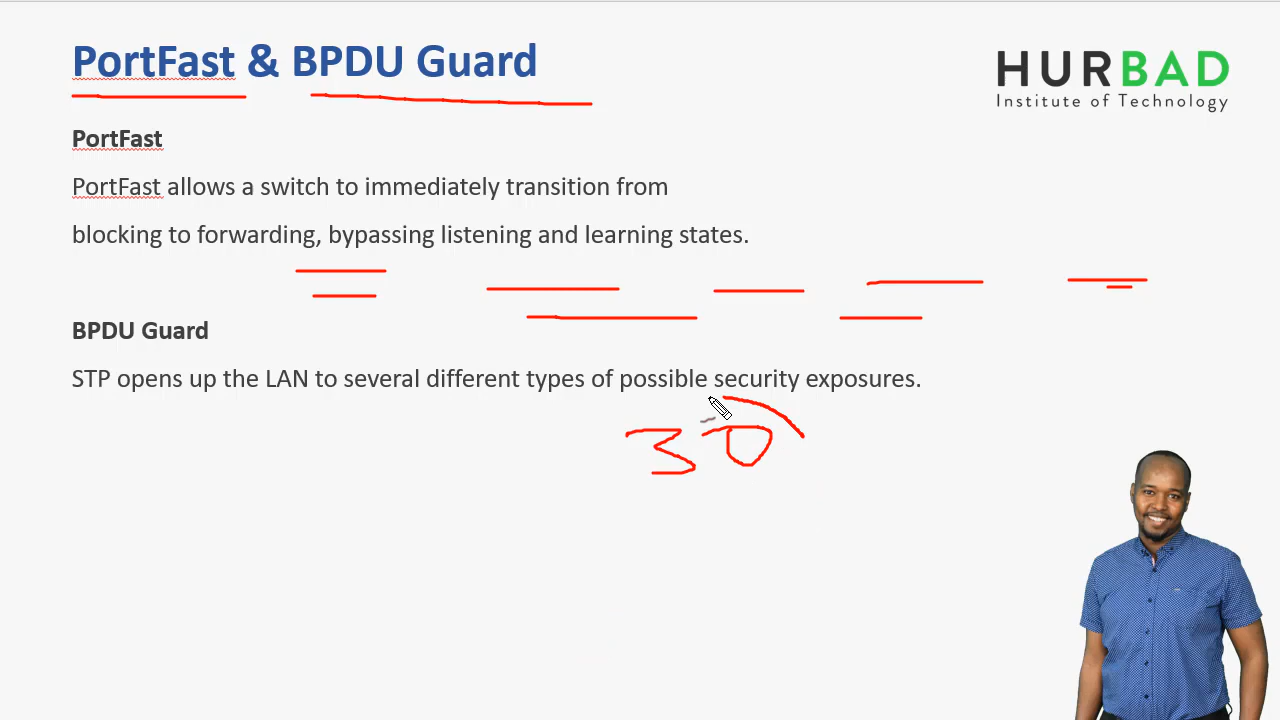 PortFast & BPDU Guard
HURBAD
Institute of Technology
PortFast
PortFast allows a switch to immediately transition from
blocking to forwarding, bypassing listening and learning states.
BPDU Guard
STP opens up the LAN to several different types of possible security exposures.
30